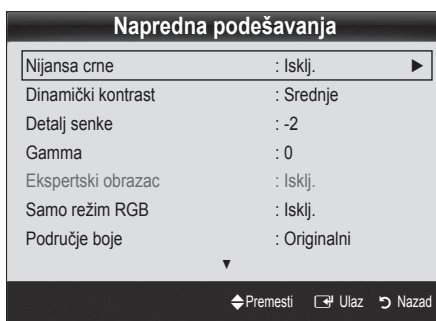 Napredna podešavanja
Nijansa crne : Isklj. ►
Dinamički kontrast : Srednje
Detalj senke : -2
Gamma : 0
Ekspertski obrazac : Isklj.
Samo režim RGB : Isklj.
Područje boje : Originalni
▼
Premesti Ulaz Nazad